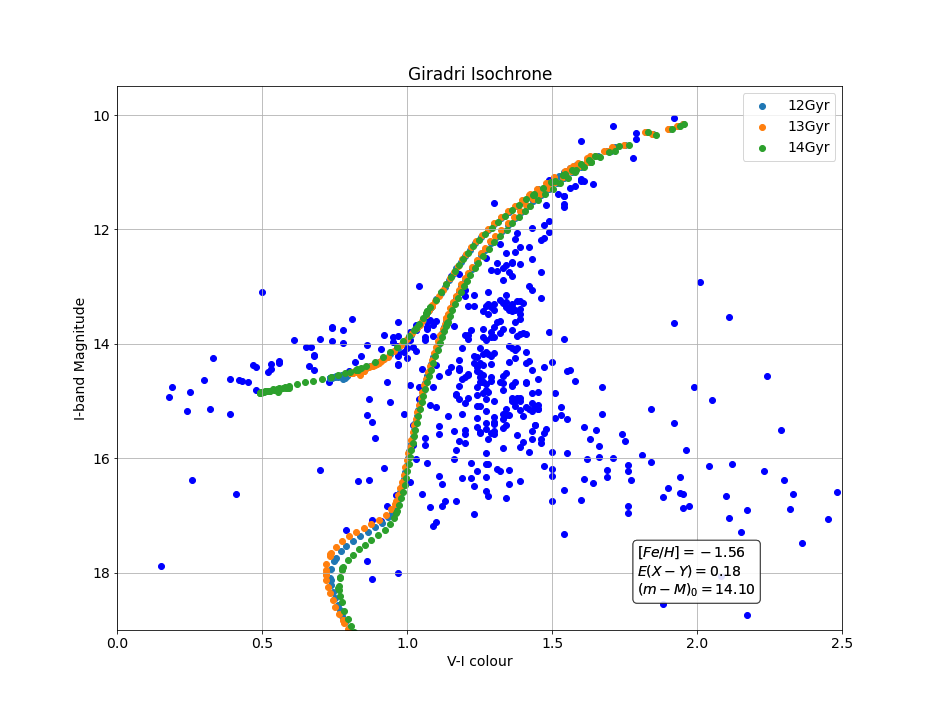 Giradri Isochrone
10
12
14
16
18
I-band Magnitude
0.0
0.5
1.0
1.5
2.0
2.5
V-I colour
12Gyr
13Gyr
14Gyr
[Fe/H] = −1.56
E(X − Y) = 0.18
(m − M)₀ = 14.10